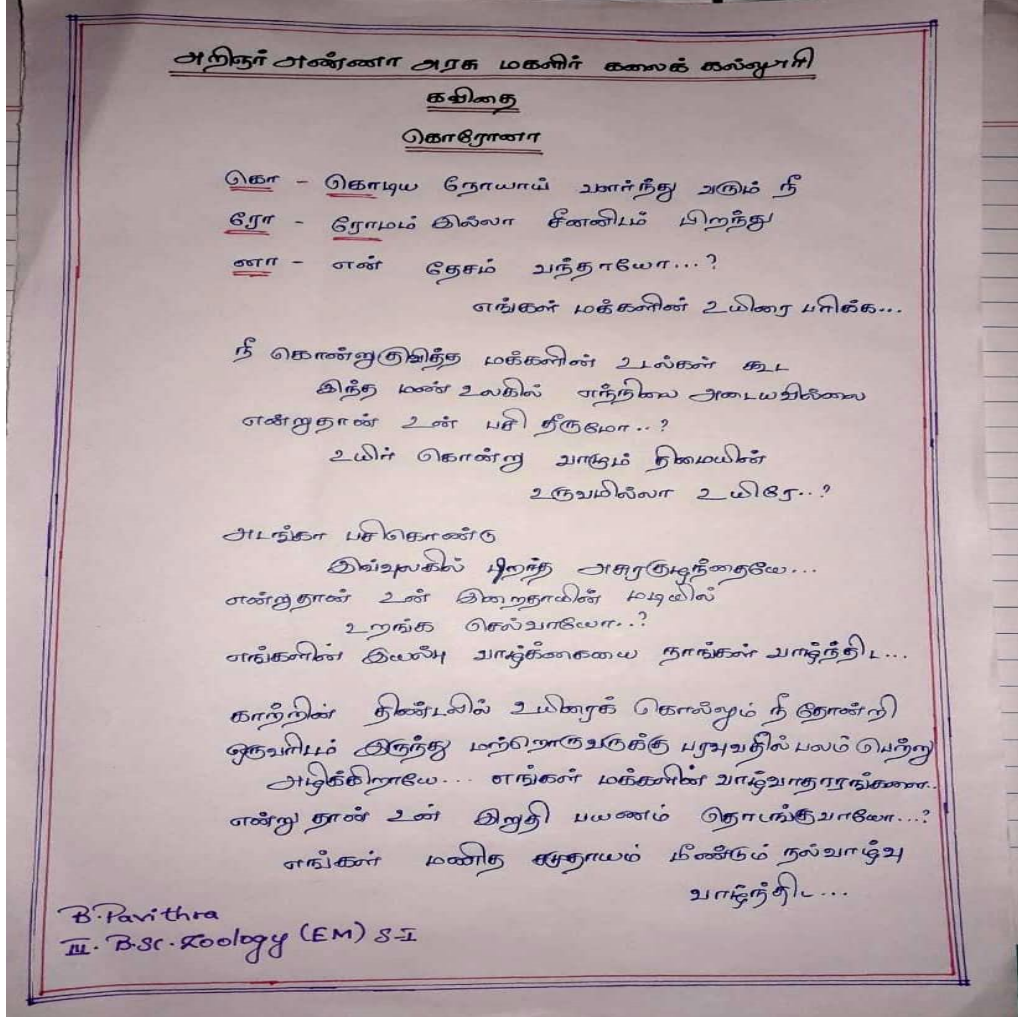 அறிஞர் அண்ணா அரசு மகளிர் கலைக் கல்லூரி
கவிதை
கொரோனா
கொ - கொடிய நோயாய் வளர்ந்து வரும் நீ
ரோ - ரோமம் இல்லா சீனனிடம் பிறந்து
னா - என் தேசம் வந்தாயோ...?
எங்கள் மக்களின் உயிரை பறிக்க...
நீ கொன்றுகுவித்த மக்களின் உடல்கள் கூட
இந்த மண் உலகில் எந்நிலை அடையவில்லை
என்றுதான் உன் பசி தீருமோ..?
உயிர் கொன்று வாழும் தீமையின்
உருவமில்லா உயிரே..?
அடங்கா பசிகொண்டு
இவ்வுலகில் பிறந்த அசுரகுழந்தையே...
என்றுதான் உன் இறைதாயின் மடியில்
உறங்க செல்வாயோ..?
எங்களின் இயல்பு வாழ்க்கையை நாங்கள் வாழ்ந்திட...
காற்றின் தீண்டலில் உயிரைக் கொல்லும் நீ தோன்றி
ஒருவரிடம் இருந்து மற்றொருவருக்கு பரவுவதில் பலம் பெற்று
அழிக்கிறாயே... எங்கள் மக்களின் வாழ்வாதாரங்களை..
என்று தான் உன் இறுதி பயணம் தொடங்குவாயோ...?
எங்கள் மணித சமுதாயம் மீண்டும் நல்வாழ்வு
வாழ்ந்திட...
B.Pavithra
III. B.SC. Zoology (EM) S-I